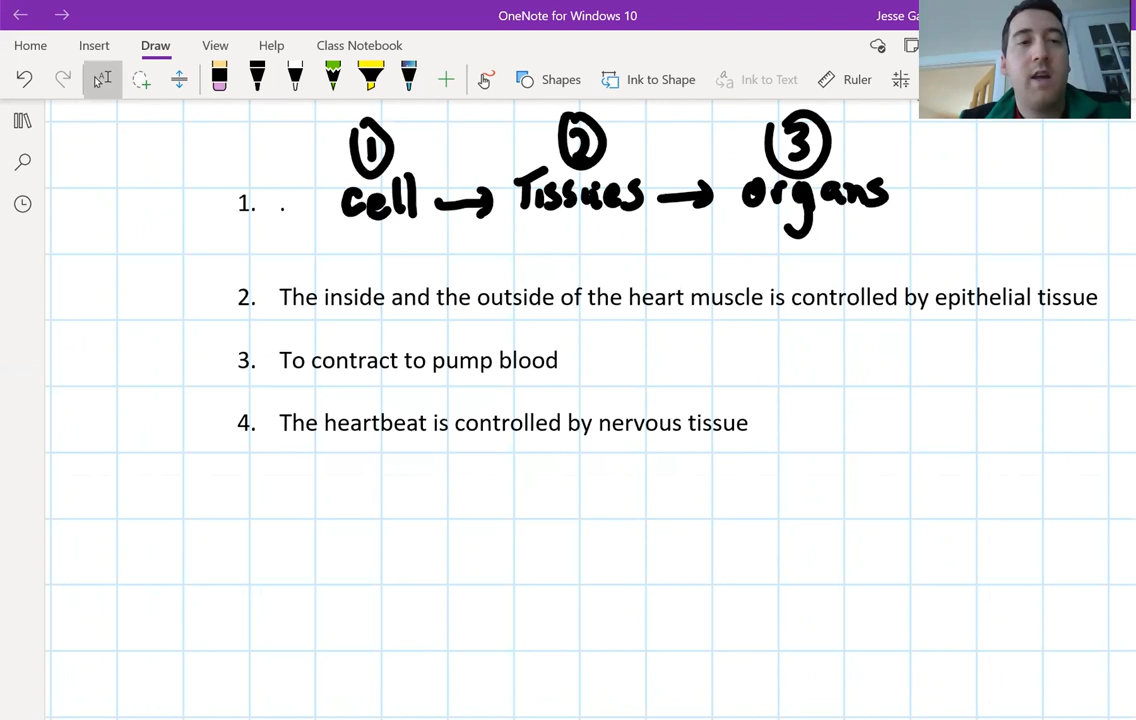 OneNote for Windows 10
Jesse Ga
Home Insert Draw View Help Class Notebook
Shapes Ink to Shape Ink to Text Ruler
① ② ③
1. . cell → Tissues → organs
2. The inside and the outside of the heart muscle is controlled by epithelial tissue
3. To contract to pump blood
4. The heartbeat is controlled by nervous tissue